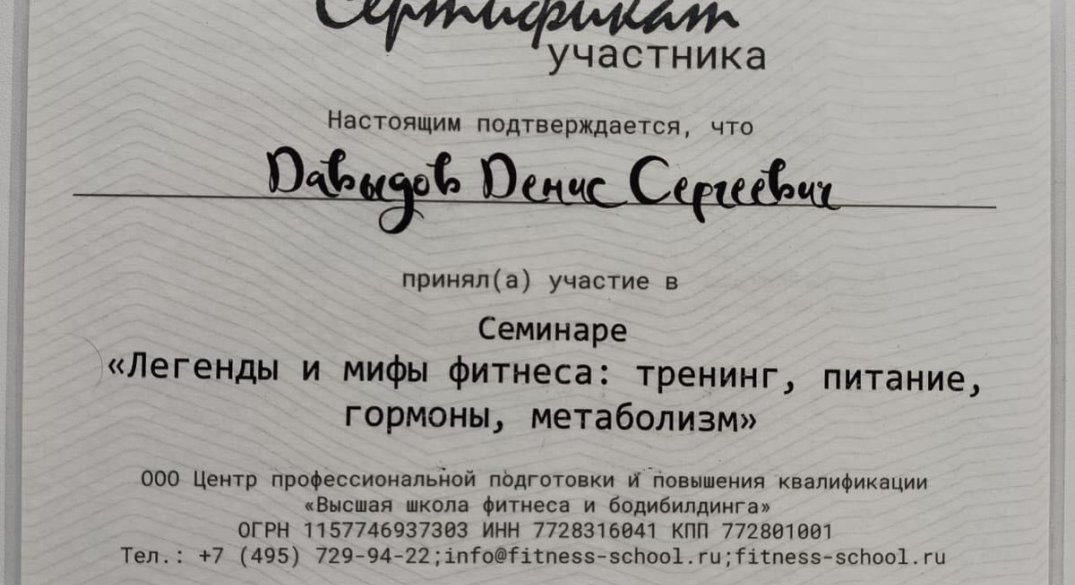 Сертификат
участника
Настоящим подтверждается, что
Давыдов Денис Сергеевич
принял(а) участие в
Семинаре
«Легенды и мифы фитнеса: тренинг, питание,
гормоны, метаболизм»
ООО Центр профессиональной подготовки и повышения квалификации
«Высшая школа фитнеса и бодибилдинга»
ОГРН 1157746937303 ИНН 7728316041 КПП 772801001
Тел.: +7 (495) 729-94-22;info@fitness-school.ru;fitness-school.ru